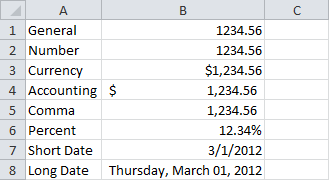 A B C
1 General 1234.56
2 Number 1234.56
3 Currency $1,234.56
4 Accounting $ 1,234.56
5 Comma 1,234.56
6 Percent 12.34%
7 Short Date 3/1/2012
8 Long Date Thursday, March 01, 2012